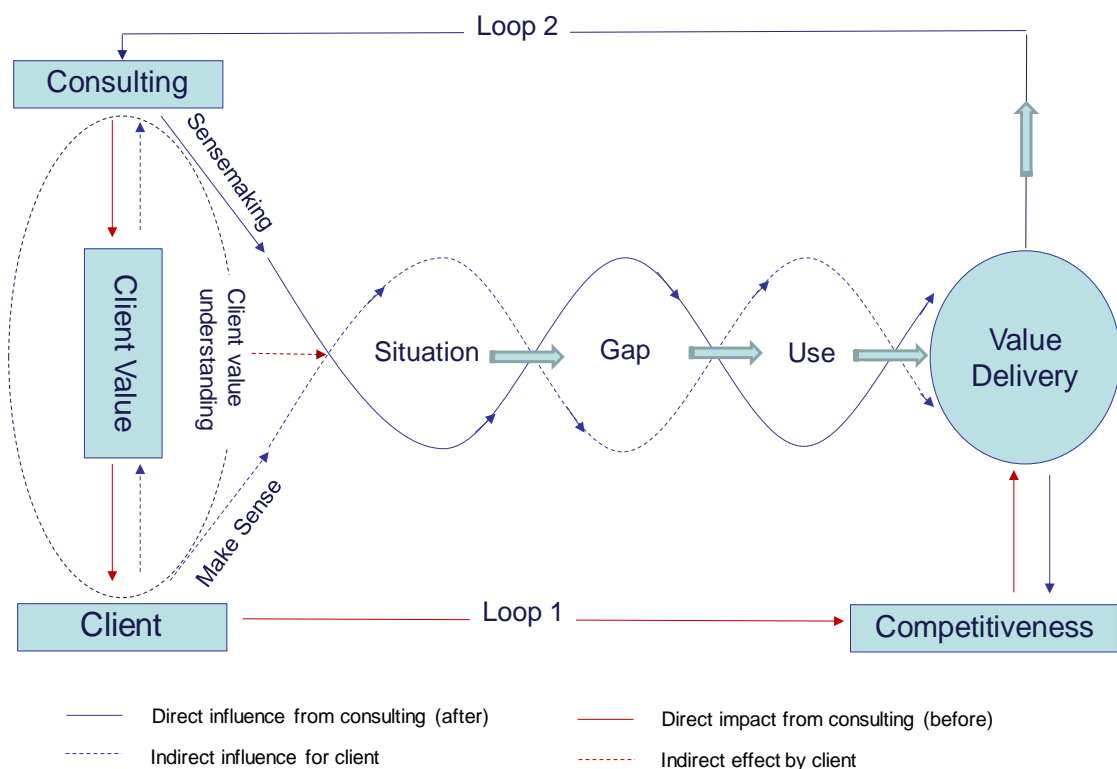 Loop 2
Consulting
Sensemaking
Client Value
Client value
understanding
Situation
Gap
Use
Value
Delivery
Make Sense
Client
Loop 1
Competitiveness
Direct influence from consulting (after)
Direct impact from consulting (before)
Indirect influence for client
Indirect effect by client